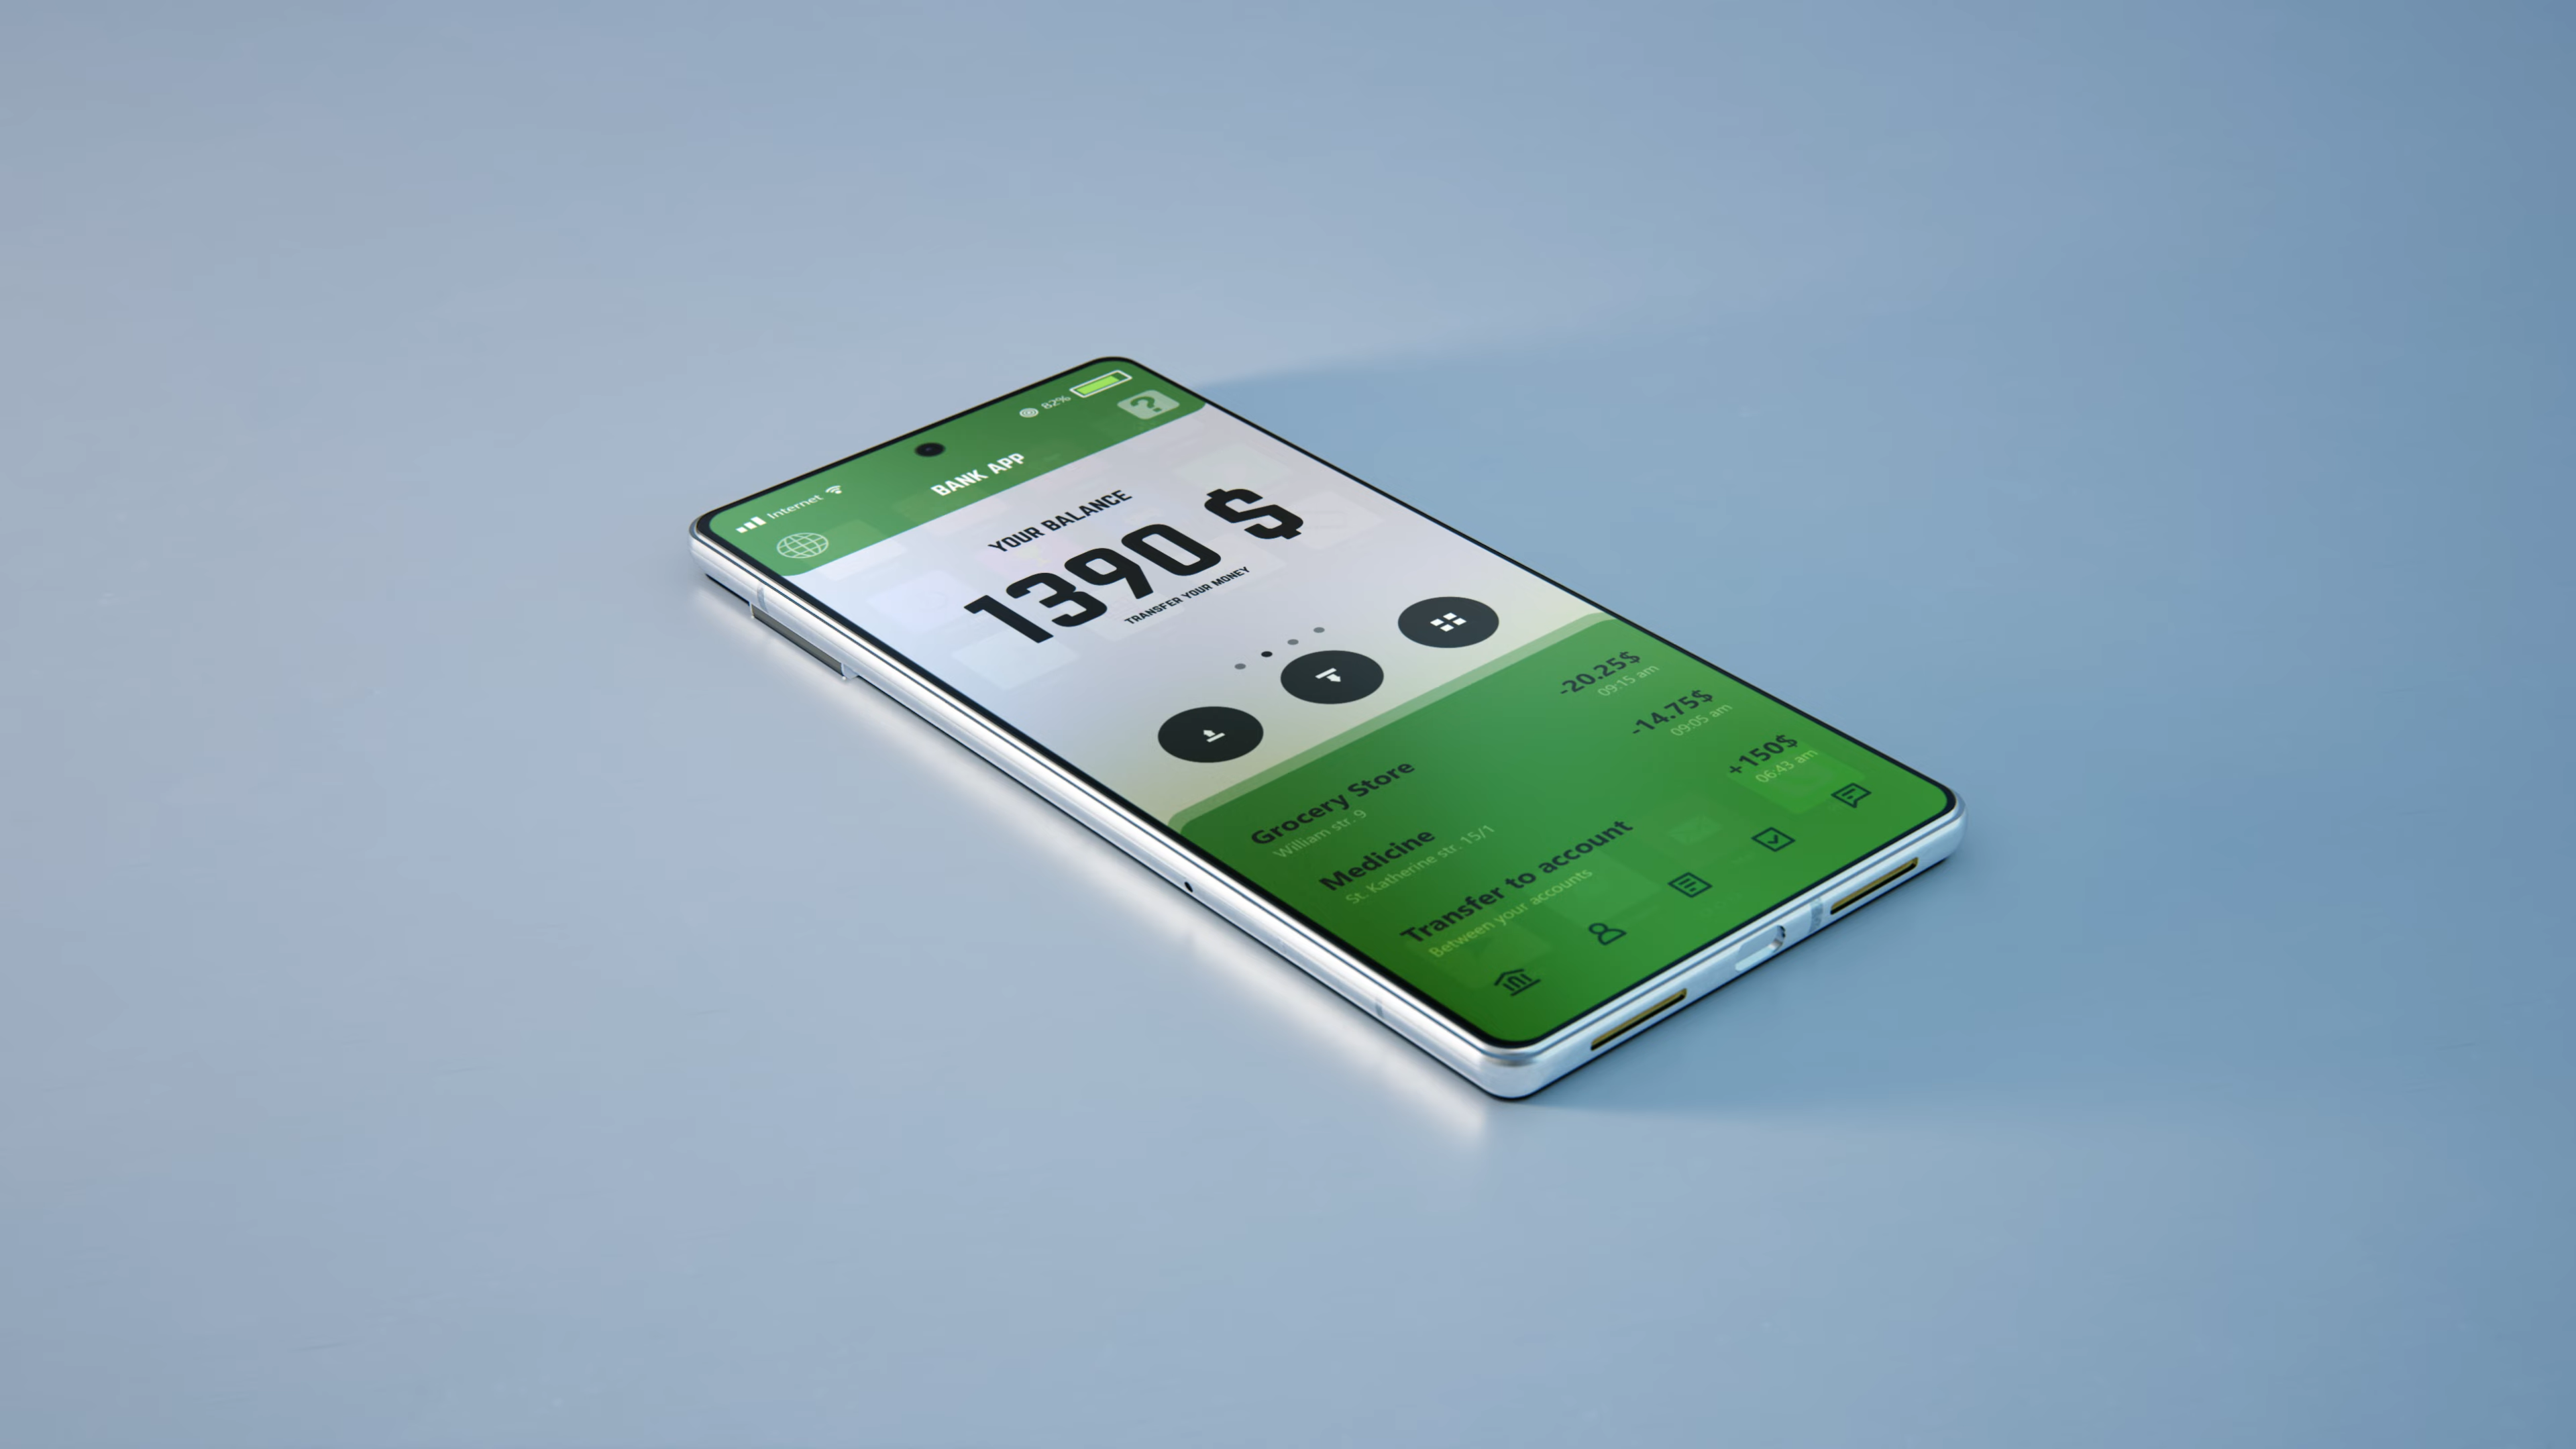 Internet
82%
BANK APP
?
YOUR BALANCE
1390 $
TRANSFER YOUR MONEY
Grocery Store -20.25$
William str. 9 09:15 am
Medicine -14.75$
St. Katherine str. 15/1 09:05 am
Transfer to account +150$
Between your accounts 06:43 am